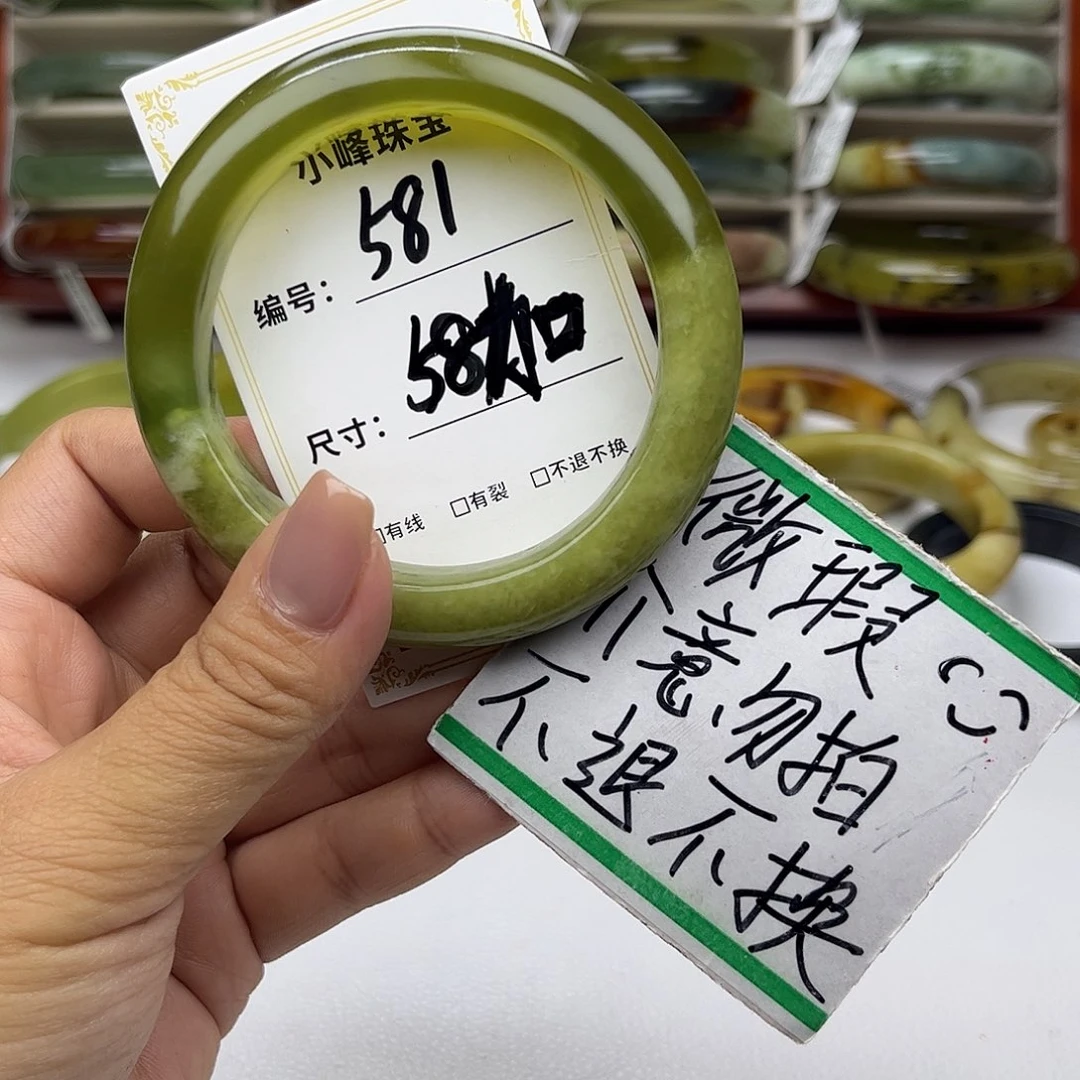 小峰珠宝
编号：581
尺寸：58加口
有线 □有裂 □不退不换
微瑕
介意勿拍
不退不换